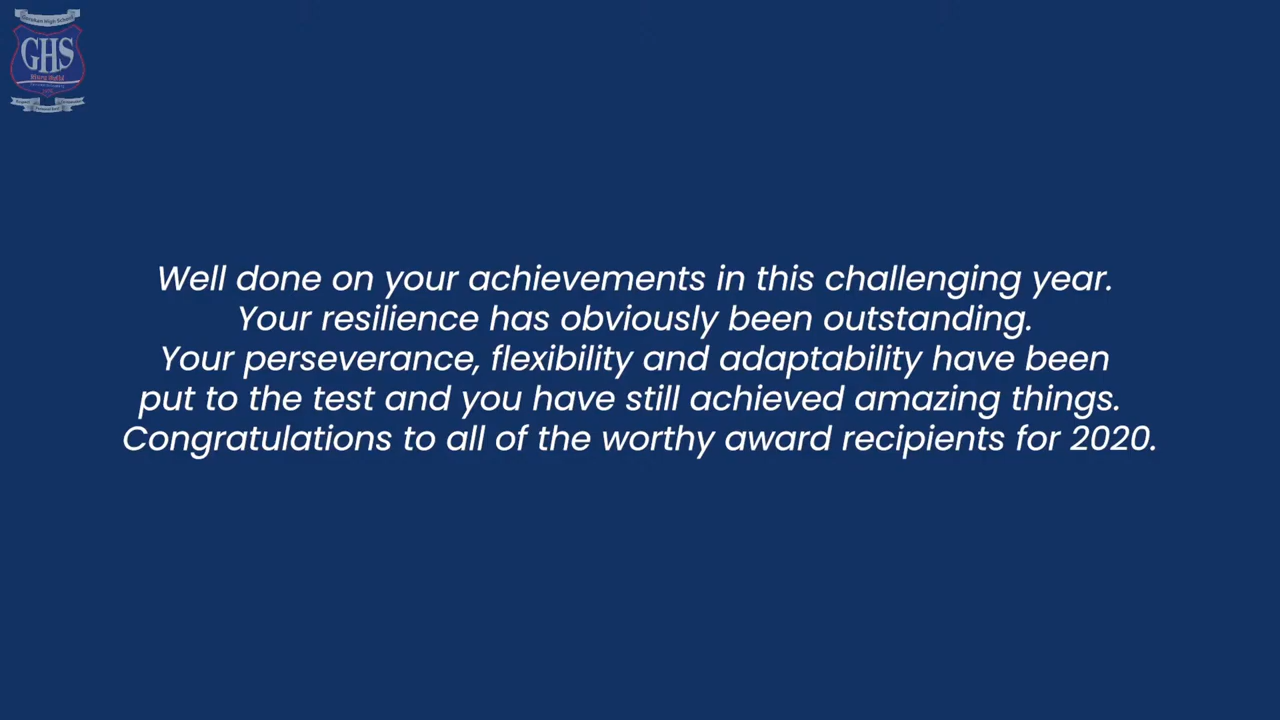 GHS
Well done on your achievements in this challenging year.
Your resilience has obviously been outstanding.
Your perseverance, flexibility and adaptability have been
put to the test and you have still achieved amazing things.
Congratulations to all of the worthy award recipients for 2020.